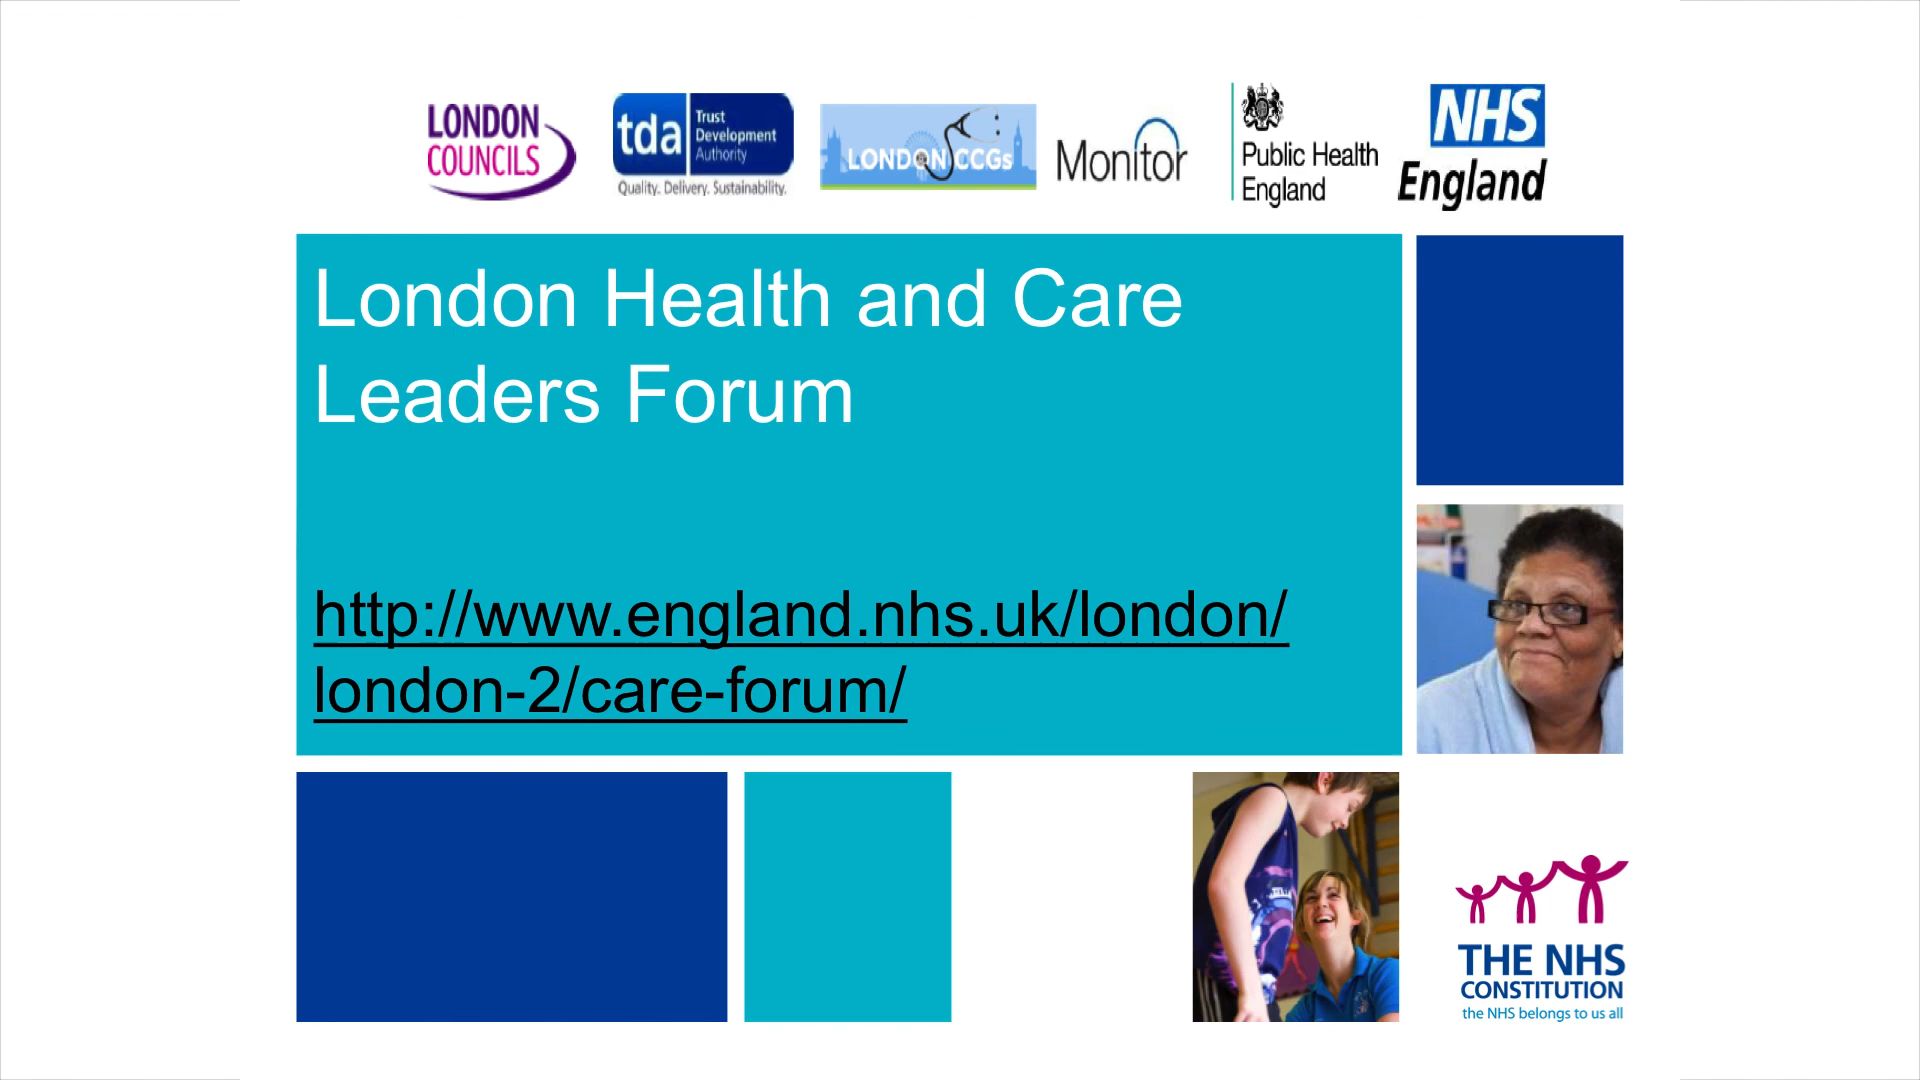 LONDON
COUNCILS
tda
Trust
Development
Authority
Quality. Delivery. Sustainability.
LONDON CCGs
Monitor
Public Health
England
NHS
England
London Health and Care
Leaders Forum
http://www.england.nhs.uk/london/
london-2/care-forum/
THE NHS
CONSTITUTION
the NHS belongs to us all